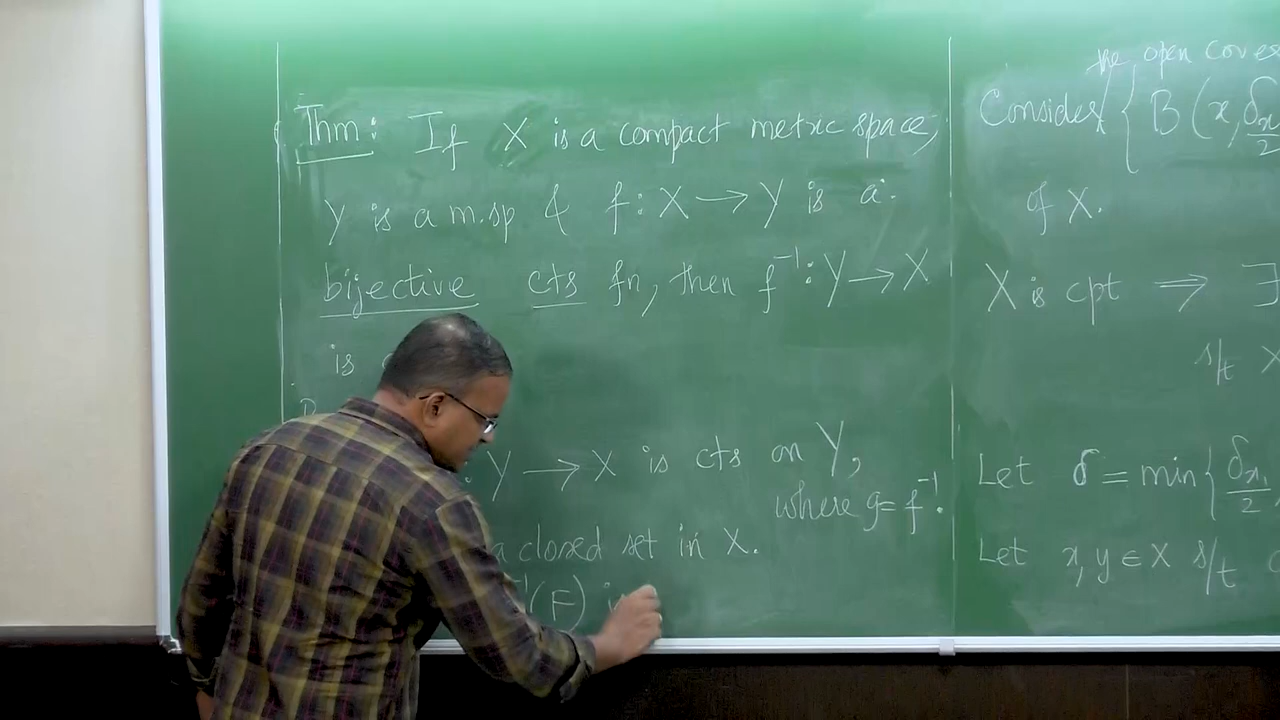 Thm: If X is a compact metric space,
Y is a m.sp & f: X → Y is a
bijective cts fn, then f⁻¹: Y → X
is
: Y → X is cts on Y,
where g = f⁻¹.
a closed set in X.
⁻¹(F)
the open cover
Consider { B(x, δx/2
of X.
X is cpt ⇒ ∃
s/t X
Let δ = min{ δx₁/2,
Let x, y ∈ X s/t